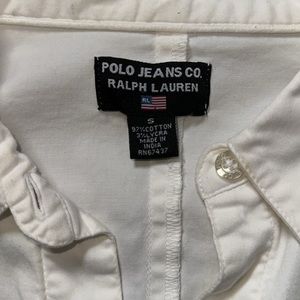 POLO JEANS CO.
RALPH LAUREN
RL
S
97%COTTON
3%LYCRA
MADE IN
INDIA
RN67437